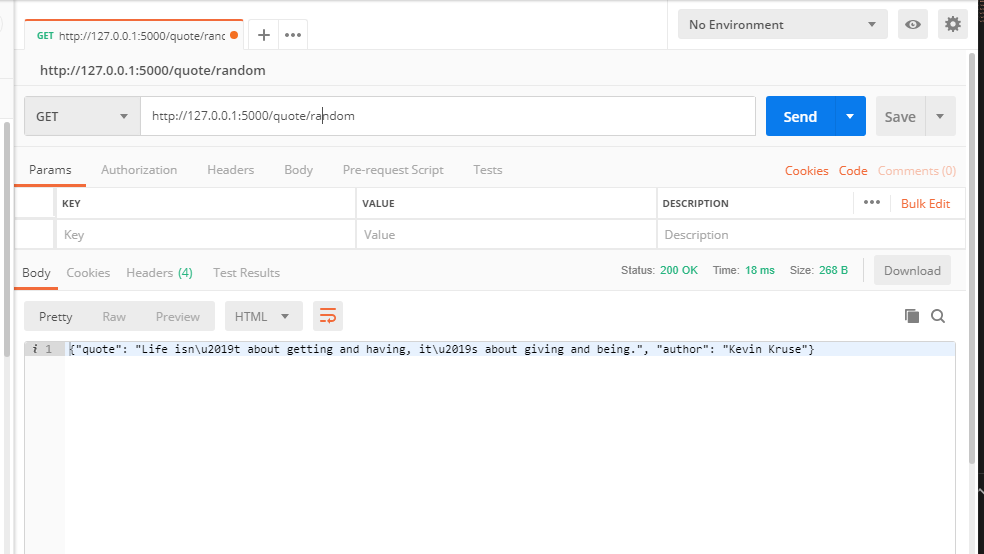 GET http://127.0.0.1:5000/quote/ranc
No Environment
http://127.0.0.1:5000/quote/random
GET http://127.0.0.1:5000/quote/random Send Save
Params Authorization Headers Body Pre-request Script Tests Cookies Code Comments (0)
KEY VALUE DESCRIPTION ••• Bulk Edit
Key Value Description
Body Cookies Headers (4) Test Results Status: 200 OK Time: 18 ms Size: 268 B Download
Pretty Raw Preview HTML
i 1 {"quote": "Life isn\u2019t about getting and having, it\u2019s about giving and being.", "author": "Kevin Kruse"}